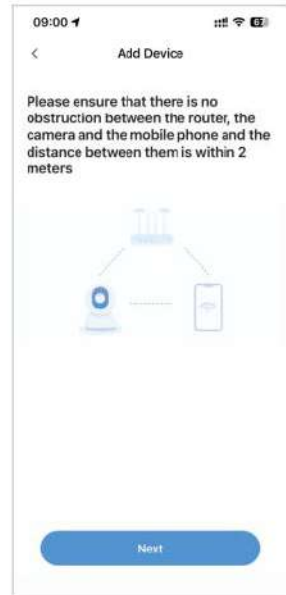 09:00
Add Device
Please ensure that there is no
obstruction between the router, the
camera and the mobile phone and the
distance between them is within 2
meters
Next